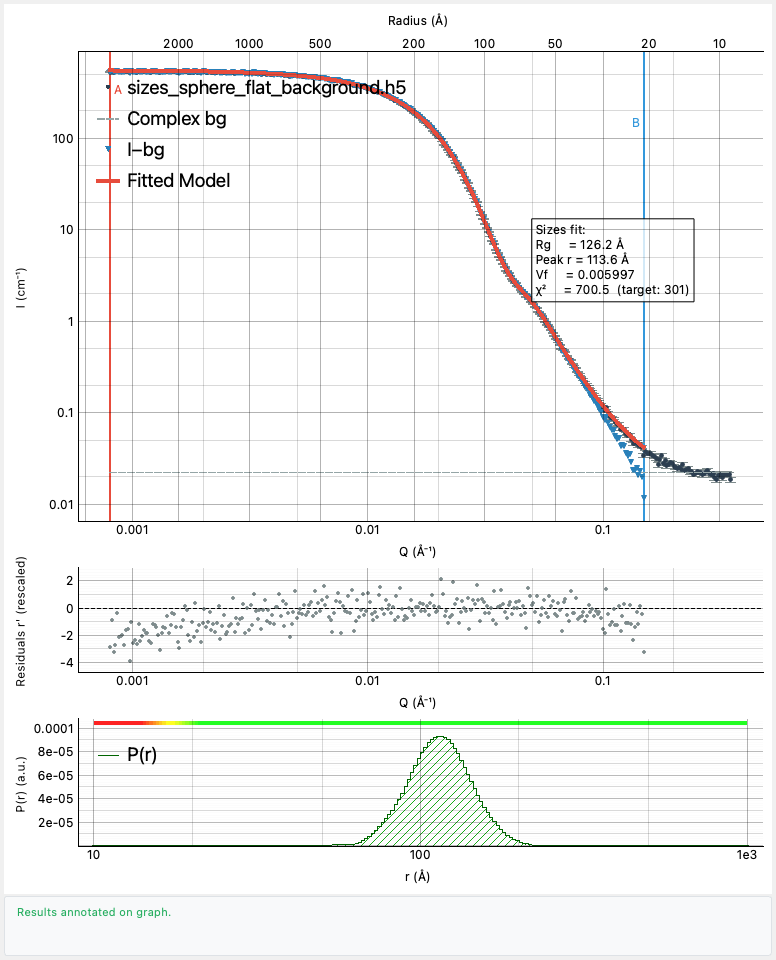 Radius (Å)
2000 1000 500 200 100 50 20 10
A sizes_sphere_flat_background.h5
Complex bg
I−bg
Fitted Model
B
100
10
1
0.1
0.01
I (cm⁻¹)
Sizes fit:
Rg = 126.2 Å
Peak r = 113.6 Å
Vf = 0.005997
χ² = 700.5 (target: 301)
0.001 0.01 0.1
Q (Å⁻¹)
Residuals r' (rescaled)
2
0
−2
−4
0.001 0.01 0.1
Q (Å⁻¹)
P(r) (a.u.)
0.0001
8e-05
6e-05
4e-05
2e-05
P(r)
10 100 1e3
r (Å)
Results annotated on graph.